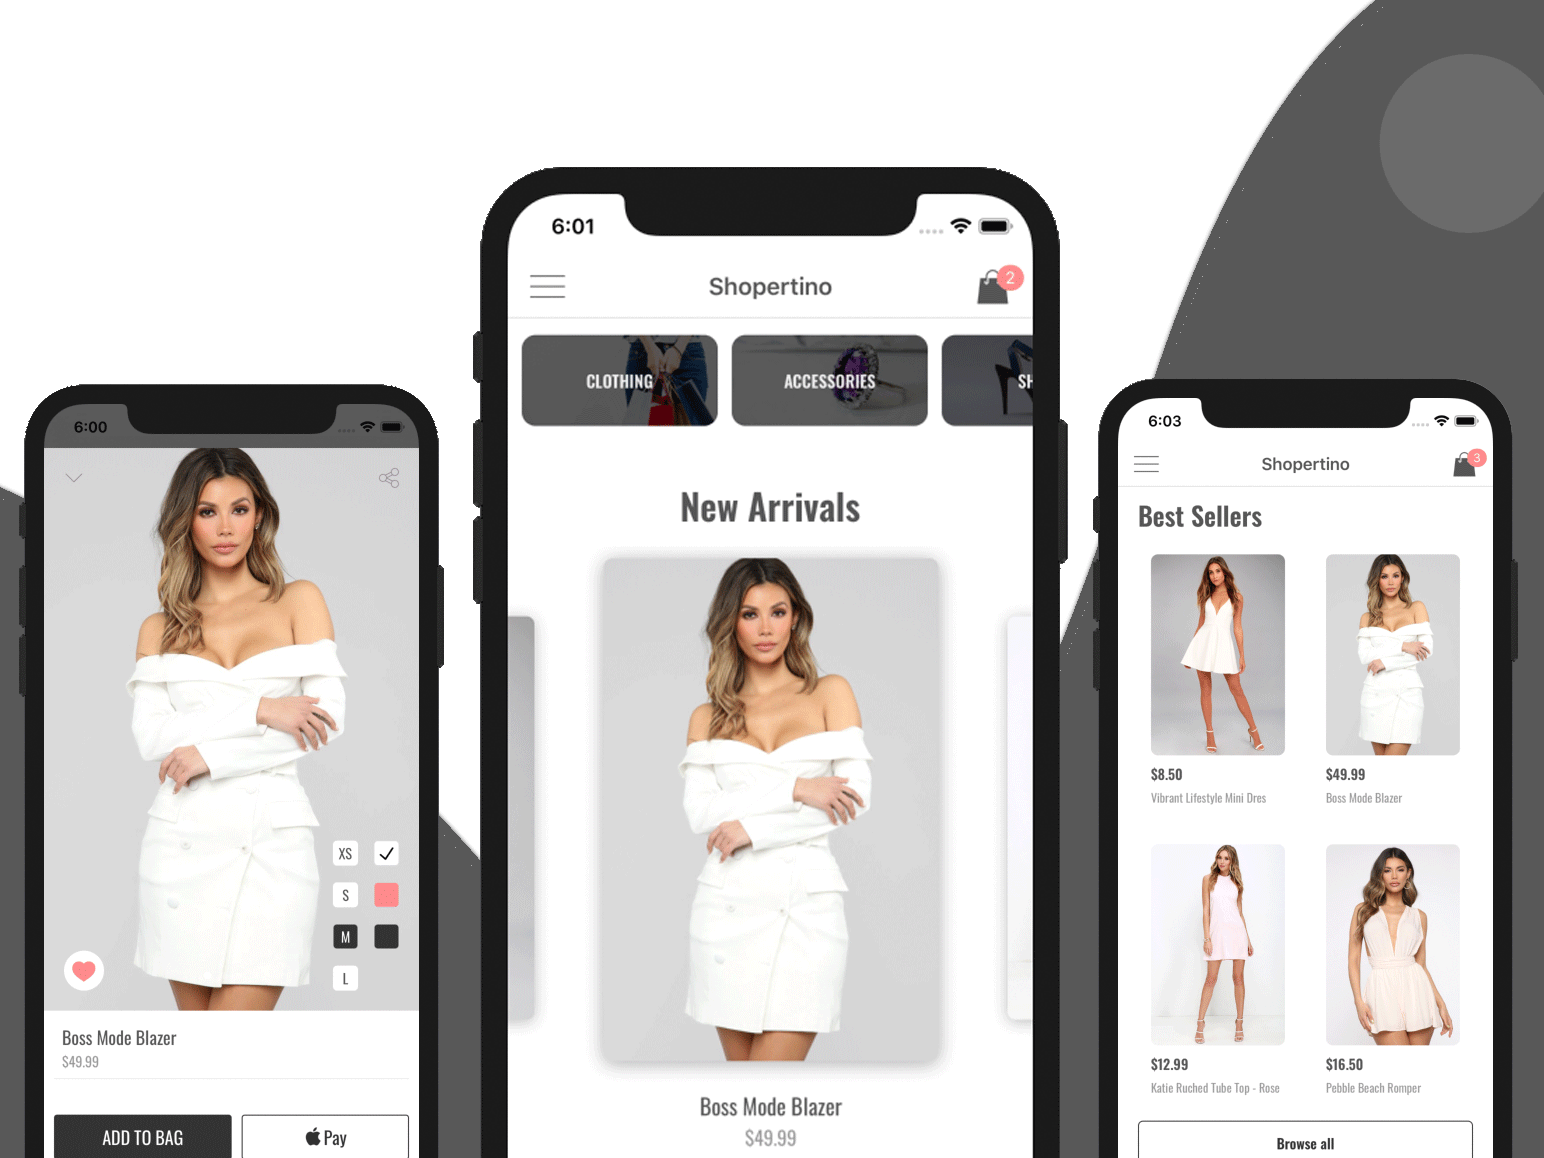 6:00
XS
S
M
L
Boss Mode Blazer
$49.99
ADD TO BAG
Pay
6:01
Shopertino
2
CLOTHING
ACCESSORIES
SH
New Arrivals
Boss Mode Blazer
$49.99
6:03
Shopertino
3
Best Sellers
$8.50
Vibrant Lifestyle Mini Dres
$49.99
Boss Mode Blazer
$12.99
Katie Ruched Tube Top - Rose
$16.50
Pebble Beach Romper
Browse all